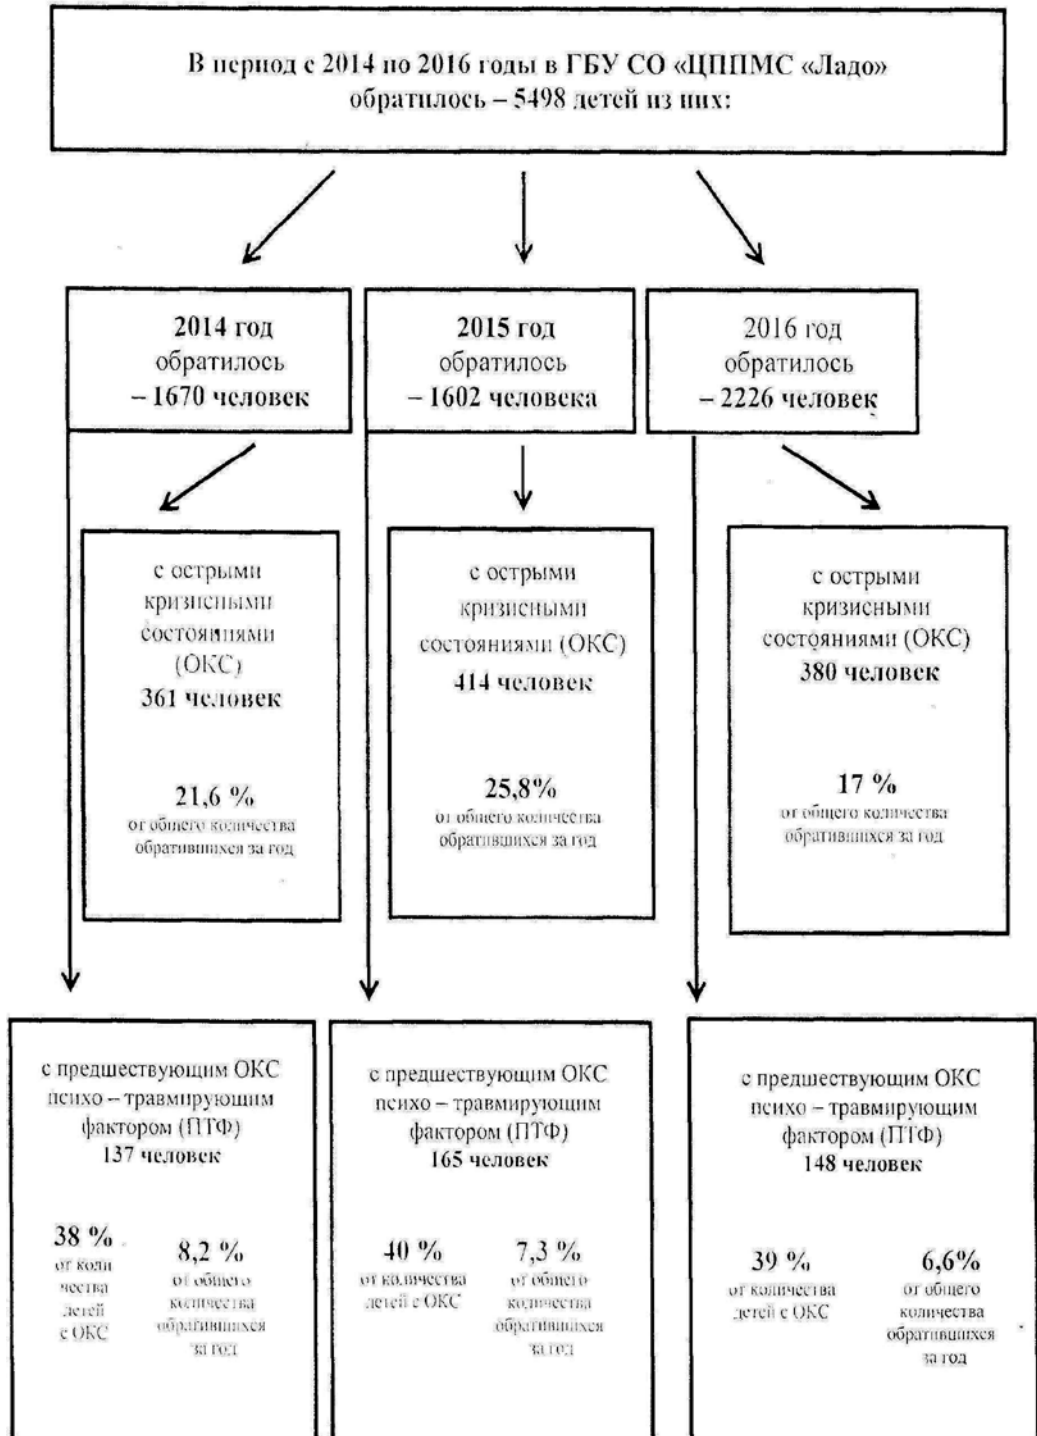 В период с 2014 по 2016 годы в ГБУ СО «ЦППМС «Ладо»
обратилось – 5498 детей из них:
2014 год
обратилось
– 1670 человек
2015 год
обратилось
– 1602 человека
2016 год
обратилось
– 2226 человек
с острыми
кризисными
состояниями
(ОКС)
361 человек
21,6 %
от общего количества
обратившихся за год
с острыми
кризисными
состояниями (ОКС)
414 человек
25,8%
от общего количества
обратившихся за год
с острыми
кризисными
состояниями (ОКС)
380 человек
17 %
от общего количества
обратившихся за год
с предшествующим ОКС
психо – травмирующим
фактором (ПТФ)
137 человек
38 %
от коли
чества
детей
с ОКС
8,2 %
от общего
количества
обратившихся
за год
с предшествующим ОКС
психо – травмирующим
фактором (ПТФ)
165 человек
40 %
от количества
детей с ОКС
7,3 %
от общего
количества
обратившихся
за год
с предшествующим ОКС
психо – травмирующим
фактором (ПТФ)
148 человек
39 %
от количества
детей с ОКС
6,6%
от общего
количества
обратившихся
за год